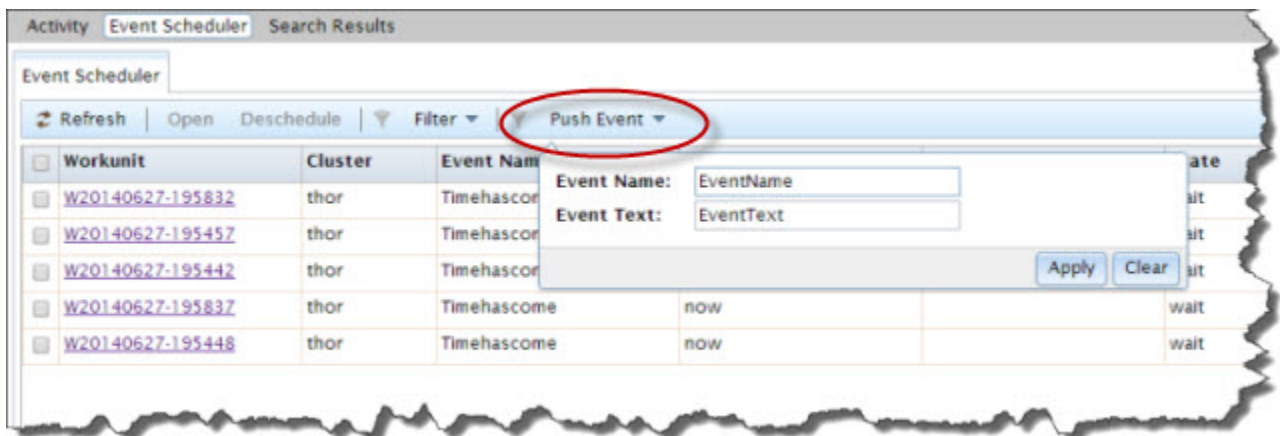 Activity Event Scheduler Search Results
Event Scheduler
Refresh Open Deschedule Filter Push Event
Workunit Cluster Event Nam ate
Event Name: EventName
W20140627-195832 thor Timehascom ait
Event Text: EventText
W20140627-195457 thor Timehascom ait
W20140627-195442 thor Timehascom ait
Apply Clear
W20140627-195837 thor Timehascome now wait
W20140627-195448 thor Timehascome now wait